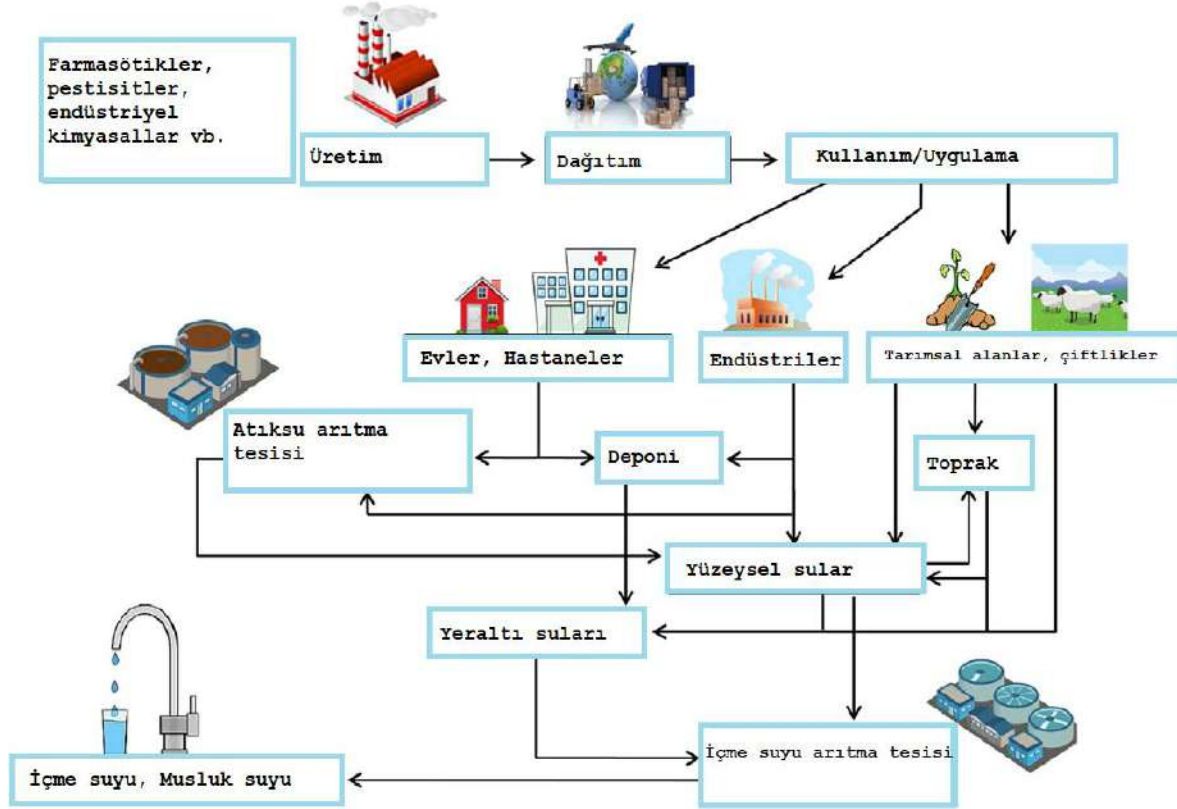 Farmasötikler,
pestisitler,
endüstriyel
kimyasallar vb.
Üretim
Dağıtım
Kullanım/Uygulama
Evler, Hastaneler
Endüstriler
Tarımsal alanlar, çiftlikler
Atıksu arıtma
tesisi
Deponi
Toprak
Yüzeysel sular
Yeraltı suları
İçme suyu arıtma tesisi
İçme suyu, Musluk suyu